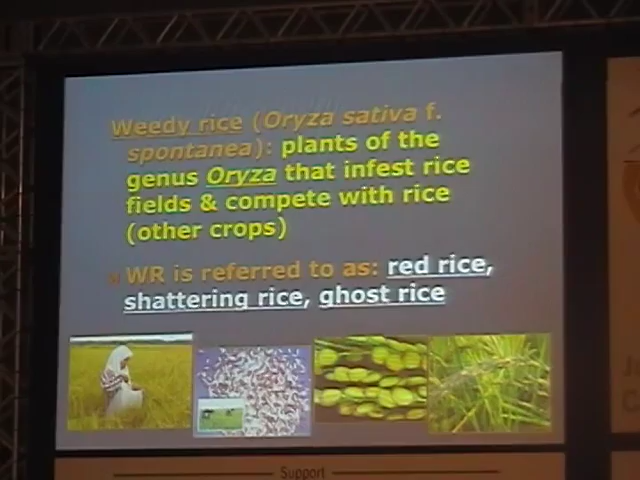 Weedy rice (Oryza sativa f.
spontanea): plants of the
genus Oryza that infest rice
fields & compete with rice
(other crops)
WR is referred to as: red rice,
shattering rice, ghost rice
Support